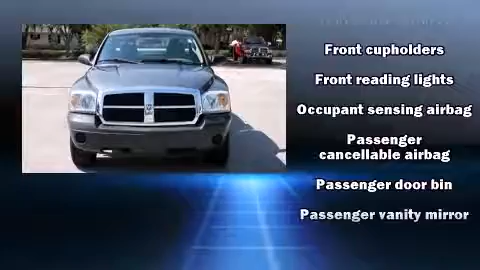 Front cupholders
Front reading lights
Occupant sensing airbag
Passenger
cancellable airbag
Passenger door bin
Passenger vanity mirror